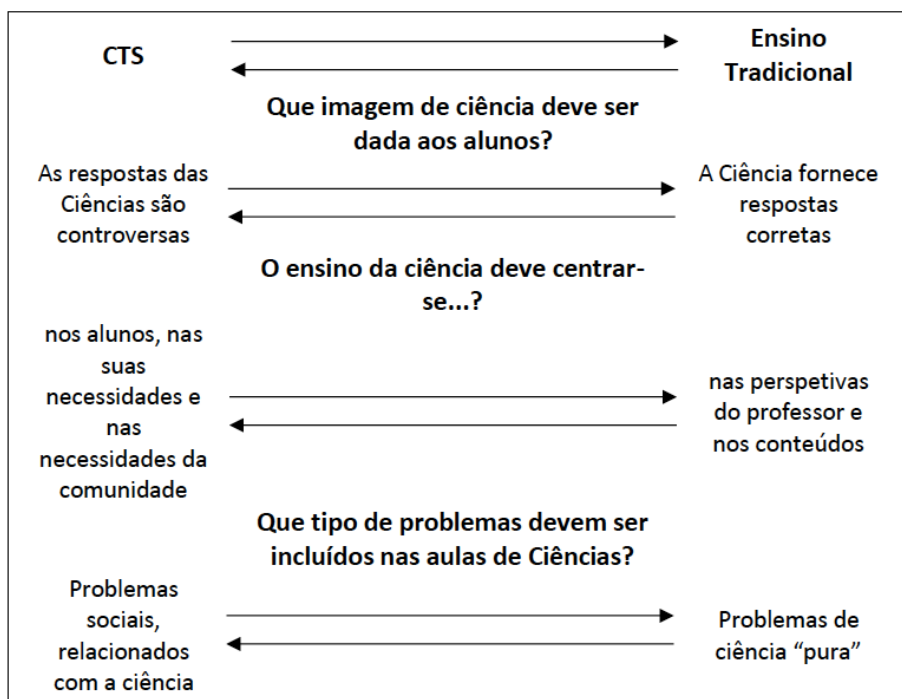 CTS
Ensino
Tradicional
Que imagem de ciência deve ser
dada aos alunos?
As respostas das
Ciências são
controversas
A Ciência fornece
respostas
corretas
O ensino da ciência deve centrar-
se...?
nos alunos, nas
suas
necessidades e
nas
necessidades da
comunidade
nas perspetivas
do professor e
nos conteúdos
Que tipo de problemas devem ser
incluídos nas aulas de Ciências?
Problemas
sociais,
relacionados
com a ciência
Problemas de
ciência “pura”